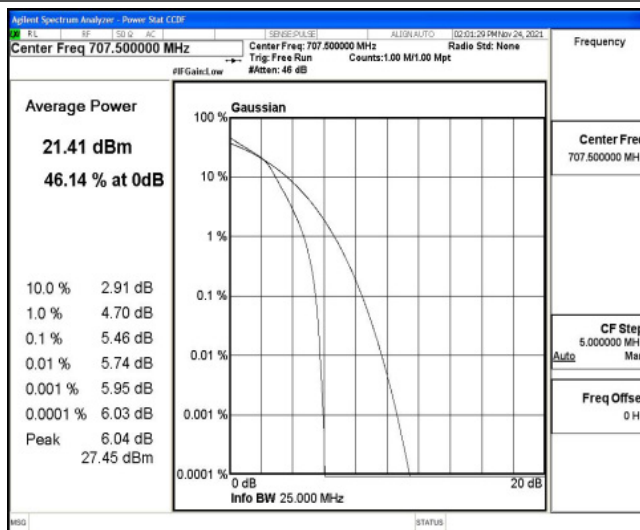 Agilent Spectrum Analyzer - Power Stat CCDF
RL RF 50 Ω AC SENSE:PULSE ALIGN AUTO 02:01:29 PM Nov 24, 2021
Center Freq 707.500000 MHz
Center Freq: 707.500000 MHz Radio Std: None
Trig: Free Run Counts:1.00 M/1.00 Mpt
#IFGain:Low #Atten: 46 dB
Frequency
Average Power
21.41 dBm
46.14 % at 0dB
10.0 % 2.91 dB
1.0 % 4.70 dB
0.1 % 5.46 dB
0.01 % 5.74 dB
0.001 % 5.95 dB
0.0001 % 6.03 dB
Peak 6.04 dB
27.45 dBm
Gaussian
100 %
10 %
1 %
0.1 %
0.01 %
0.001 %
0.0001 %
0 dB 20 dB
Info BW 25.000 MHz
Center Fre
707.500000 MH
CF Step
5.000000 MH
Auto Ma
Freq Offse
0 H
MSG STATUS